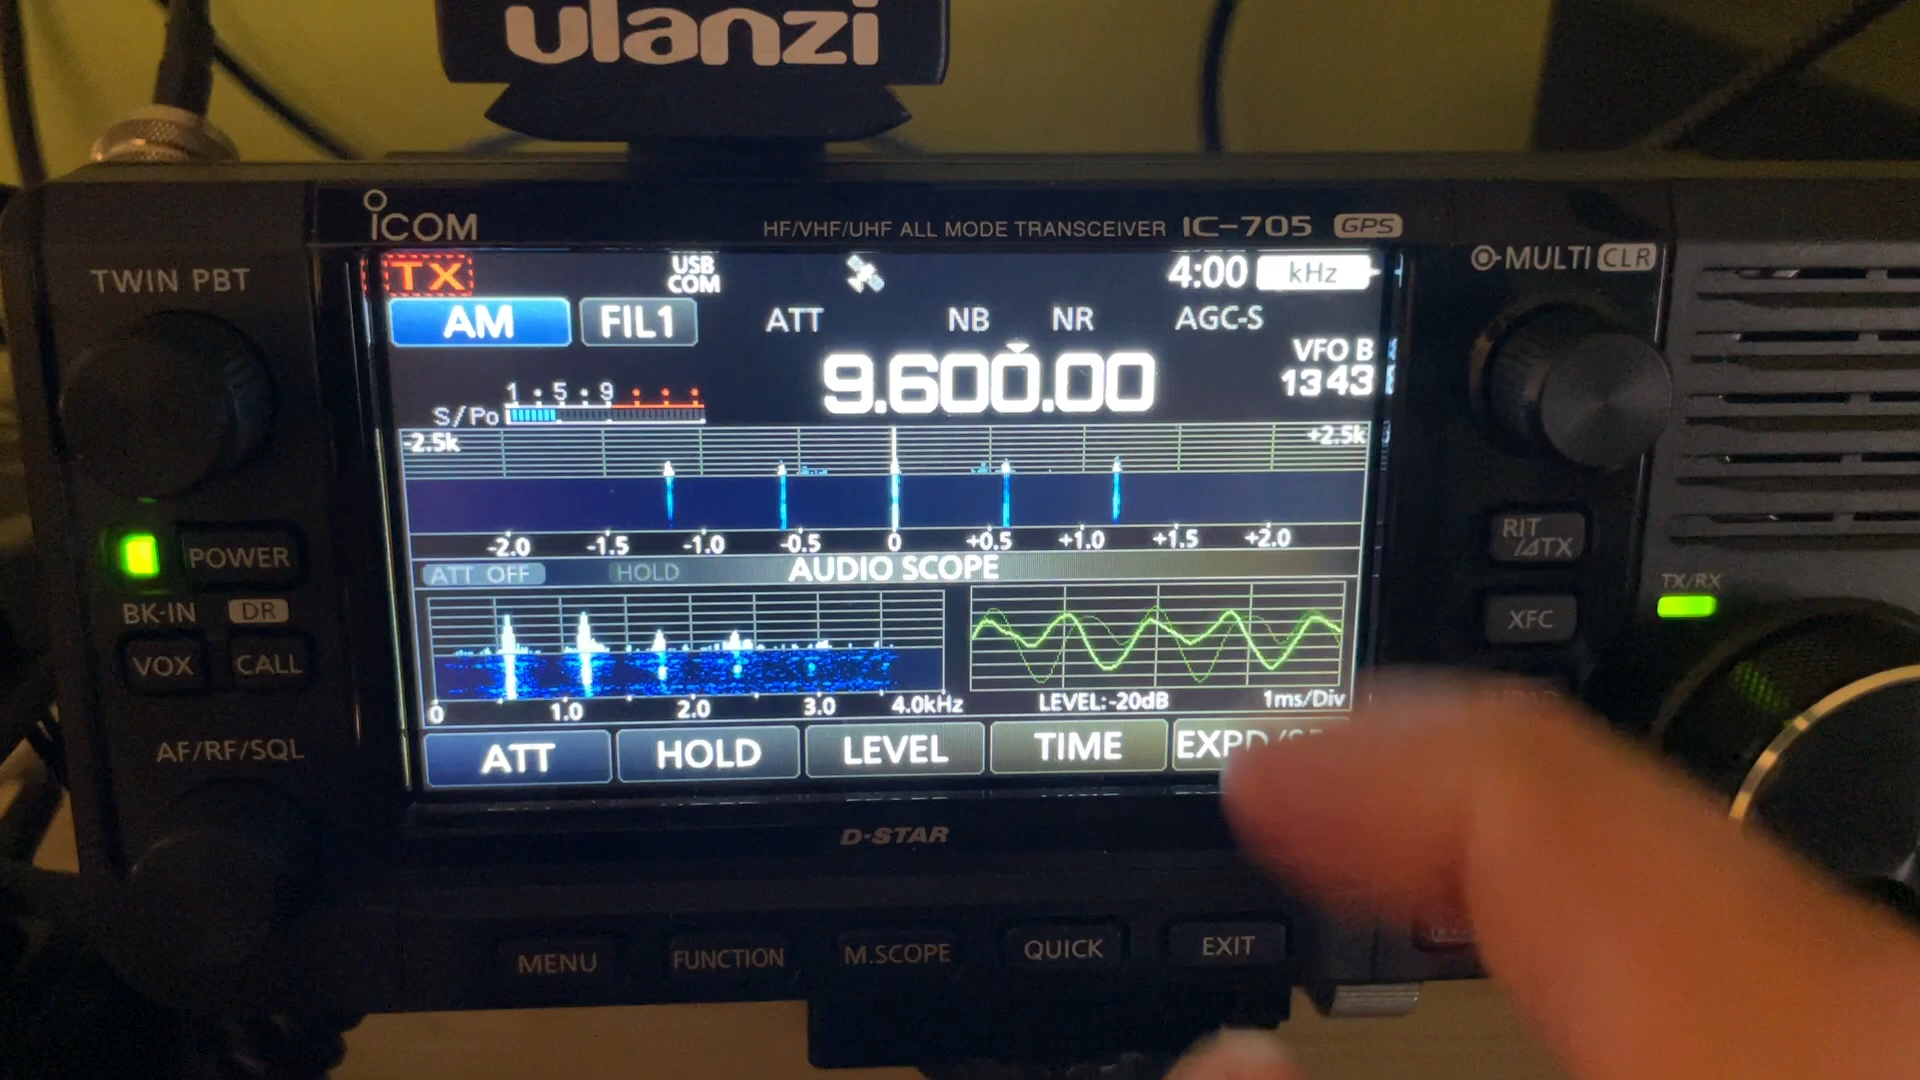 ulanzi
ICOM
HF/VHF/UHF ALL MODE TRANSCEIVER IC-705 GPS
TWIN PBT
MULTI CLR
TX
USB COM
4:00 kHz
AM FIL1
ATT NB NR AGC-S
VFO B
1343
9.600.00
1 5 9
S/Po
-2.5k +2.5k
-2.0 -1.5 -1.0 -0.5 0 +0.5 +1.0 +1.5 +2.0
ATT OFF HOLD AUDIO SCOPE
0 1.0 2.0 3.0 4.0kHz
LEVEL:-20dB 1ms/Div
ATT HOLD LEVEL TIME
POWER
BK-IN DR
VOX CALL
AF/RF/SQL
RIT
/⊿TX
TX/RX
XFC
D-STAR
MENU FUNCTION M.SCOPE QUICK EXIT